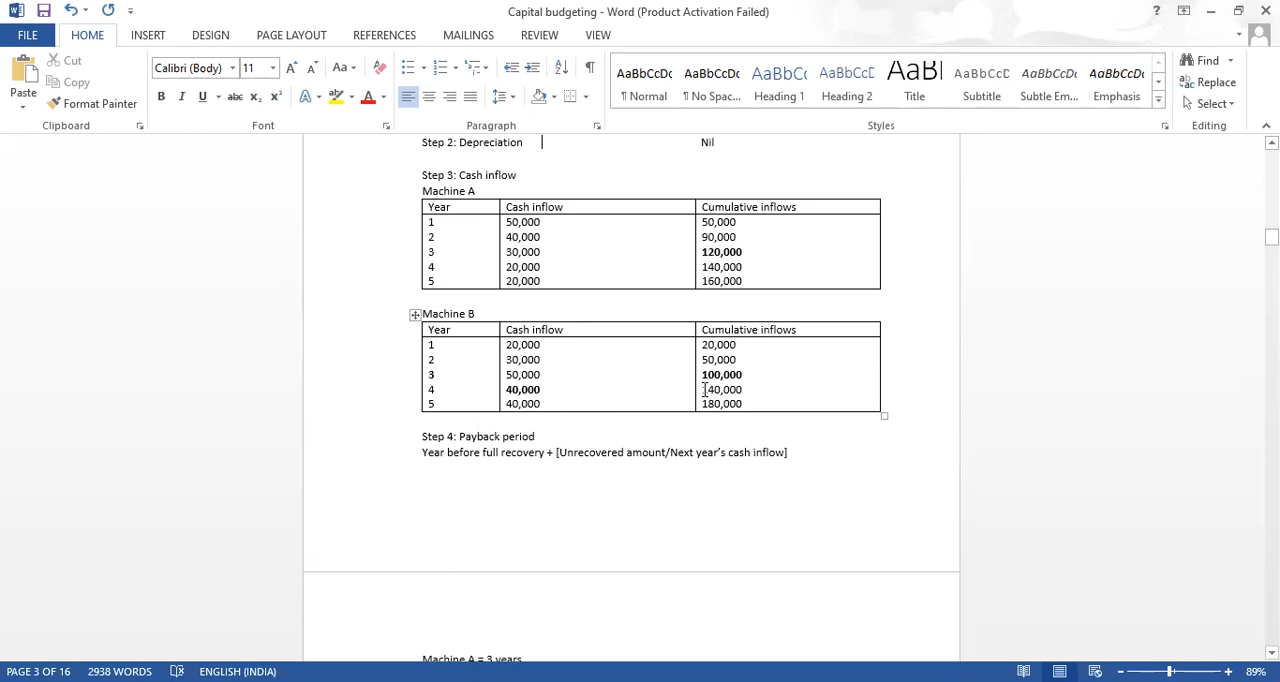 Capital budgeting - Word (Product Activation Failed)
FILE HOME INSERT DESIGN PAGE LAYOUT REFERENCES MAILINGS REVIEW VIEW
Paste
Cut
Copy
Format Painter
Clipboard
Calibri (Body) 11
Font
Paragraph
AaBbCcDc AaBbCcDc AaBbCc AaBbCcD AaBl AaBbCcD AaBbCcDc AaBbCcDc
¶ Normal ¶ No Spac... Heading 1 Heading 2 Title Subtitle Subtle Em... Emphasis
Styles
Find
Replace
Select
Editing
Step 2: Depreciation Nil
Step 3: Cash inflow
Machine A
Year Cash inflow Cumulative inflows
1 50,000 50,000
2 40,000 90,000
3 30,000 120,000
4 20,000 140,000
5 20,000 160,000
Machine B
Year Cash inflow Cumulative inflows
1 20,000 20,000
2 30,000 50,000
3 50,000 100,000
4 40,000 140,000
5 40,000 180,000
Step 4: Payback period
Year before full recovery + [Unrecovered amount/Next year's cash inflow]
Machine A = 3 years
PAGE 3 OF 16 2938 WORDS ENGLISH (INDIA) 89%